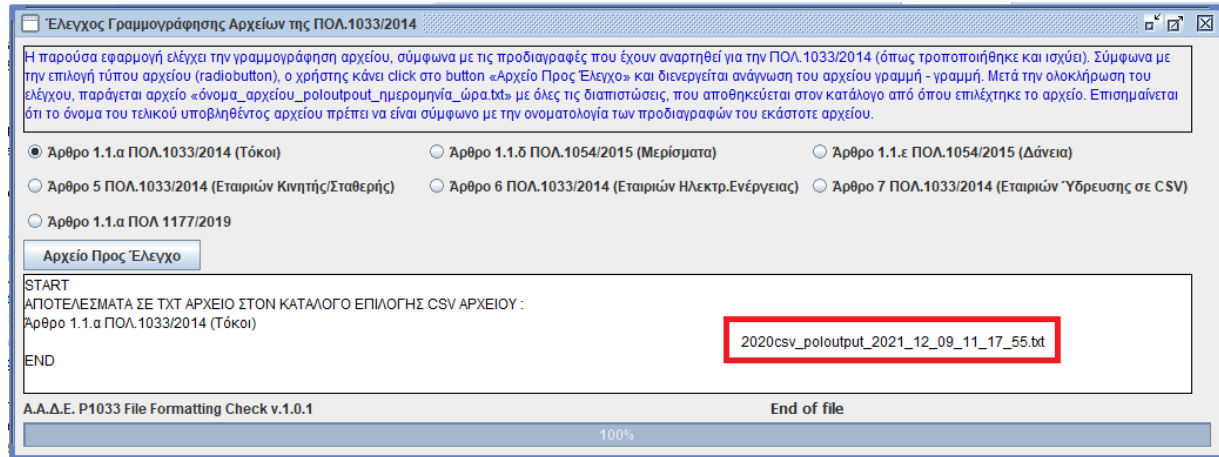 Έλεγχος Γραμμογράφησης Αρχείων της ΠΟΛ.1033/2014
Η παρούσα εφαρμογή ελέγχει την γραμμογράφηση αρχείου, σύμφωνα με τις προδιαγραφές που έχουν αναρτηθεί για την ΠΟΛ.1033/2014 (όπως τροποποιήθηκε και ισχύει). Σύμφωνα με
την επιλογή τύπου αρχείου (radiobutton), ο χρήστης κάνει click στο button «Αρχείο Προς Έλεγχο» και διενεργείται ανάγνωση του αρχείου γραμμή - γραμμή. Μετά την ολοκλήρωση του
ελέγχου, παράγεται αρχείο «όνομα_αρχείου_poloutpout_ημερομηνία_ώρα.txt» με όλες τις διαπιστώσεις, που αποθηκεύεται στον κατάλογο από όπου επιλέχτηκε το αρχείο. Επισημαίνεται
ότι το όνομα του τελικού υποβληθέντος αρχείου πρέπει να είναι σύμφωνο με την ονοματολογία των προδιαγραφών του εκάστοτε αρχείου.
Άρθρο 1.1.α ΠΟΛ.1033/2014 (Τόκοι) Άρθρο 1.1.δ ΠΟΛ.1054/2015 (Μερίσματα) Άρθρο 1.1.ε ΠΟΛ.1054/2015 (Δάνεια)
Άρθρο 5 ΠΟΛ.1033/2014 (Εταιριών Κινητής/Σταθερής) Άρθρο 6 ΠΟΛ.1033/2014 (Εταιριών Ηλεκτρ.Ενέργειας) Άρθρο 7 ΠΟΛ.1033/2014 (Εταιριών Ύδρευσης σε CSV)
Άρθρο 1.1.α ΠΟΛ 1177/2019
Αρχείο Προς Έλεγχο
START
ΑΠΟΤΕΛΕΣΜΑΤΑ ΣΕ TXT ΑΡΧΕΙΟ ΣΤΟΝ ΚΑΤΑΛΟΓΟ ΕΠΙΛΟΓΗΣ CSV ΑΡΧΕΙΟΥ :
Άρθρο 1.1.α ΠΟΛ.1033/2014 (Τόκοι)
2020csv_poloutput_2021_12_09_11_17_55.txt
END
Α.Α.Δ.Ε. P1033 File Formatting Check v.1.0.1 End of file
100%